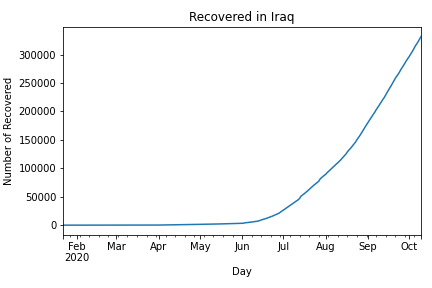 Recovered in Iraq
Number of Recovered
300000
250000
200000
150000
100000
50000
0
Feb Mar Apr May Jun Jul Aug Sep Oct
2020
Day